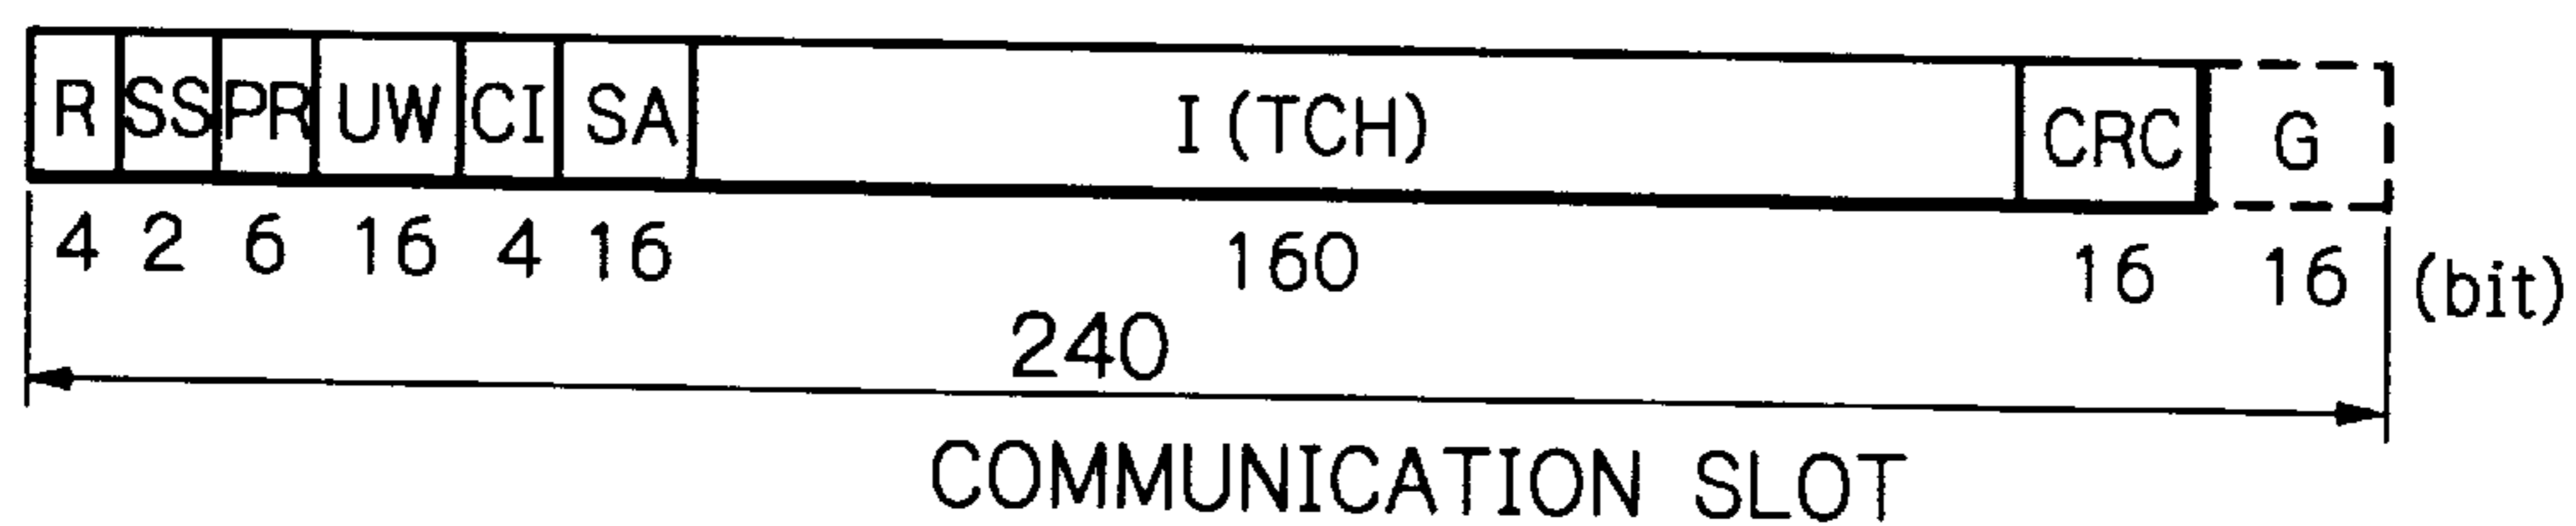 R SS PR UW CI SA I (TCH) CRC G
4 2 6 16 4 16 160 16 16 (bit)
240
COMMUNICATION SLOT